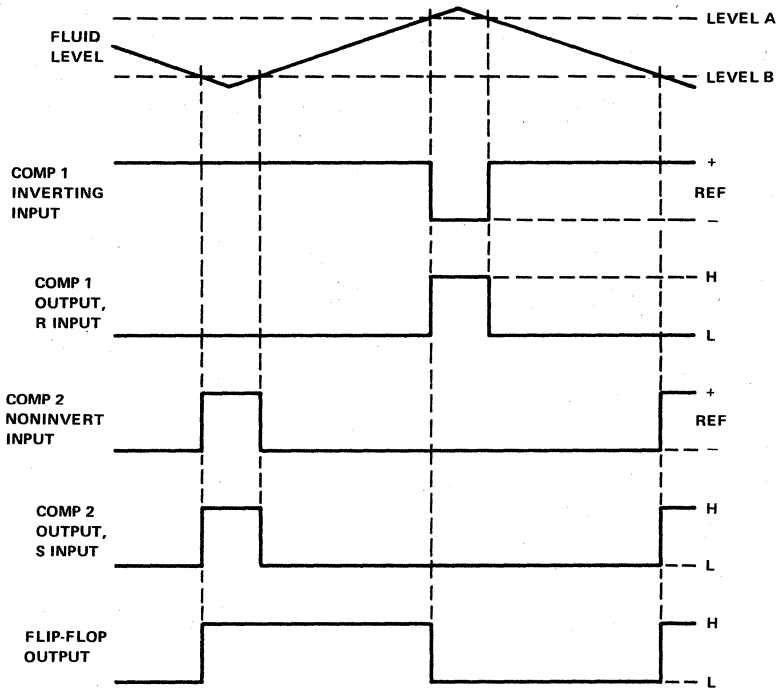 LEVEL A
FLUID
LEVEL
LEVEL B
COMP 1
INVERTING
INPUT
+
REF
−
COMP 1
OUTPUT,
R INPUT
H
L
COMP 2
NONINVERT
INPUT
+
REF
−
COMP 2
OUTPUT,
S INPUT
H
L
FLIP-FLOP
OUTPUT
H
L